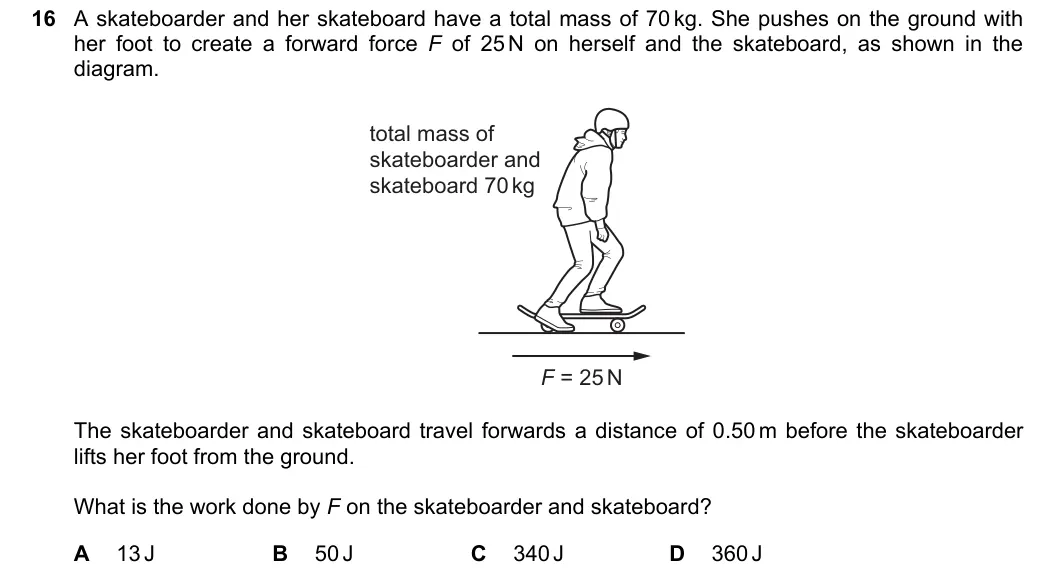 16 A skateboarder and her skateboard have a total mass of 70 kg. She pushes on the ground with
her foot to create a forward force F of 25 N on herself and the skateboard, as shown in the
diagram.
total mass of
skateboarder and
skateboard 70 kg
F = 25 N
The skateboarder and skateboard travel forwards a distance of 0.50 m before the skateboarder
lifts her foot from the ground.
What is the work done by F on the skateboarder and skateboard?
A 13 J B 50 J C 340 J D 360 J